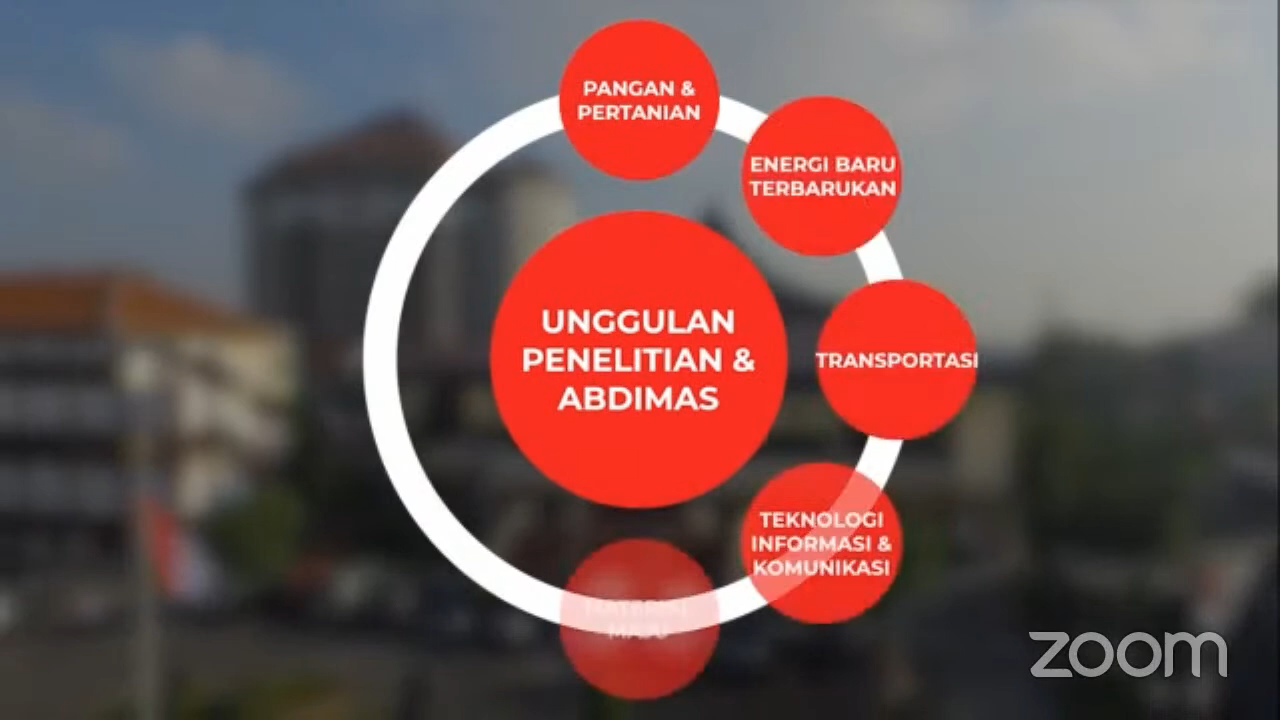 PANGAN &
PERTANIAN
ENERGI BARU
TERBARUKAN
UNGGULAN
PENELITIAN &
ABDIMAS
TRANSPORTASI
TEKNOLOGI
INFORMASI &
KOMUNIKASI
zoom